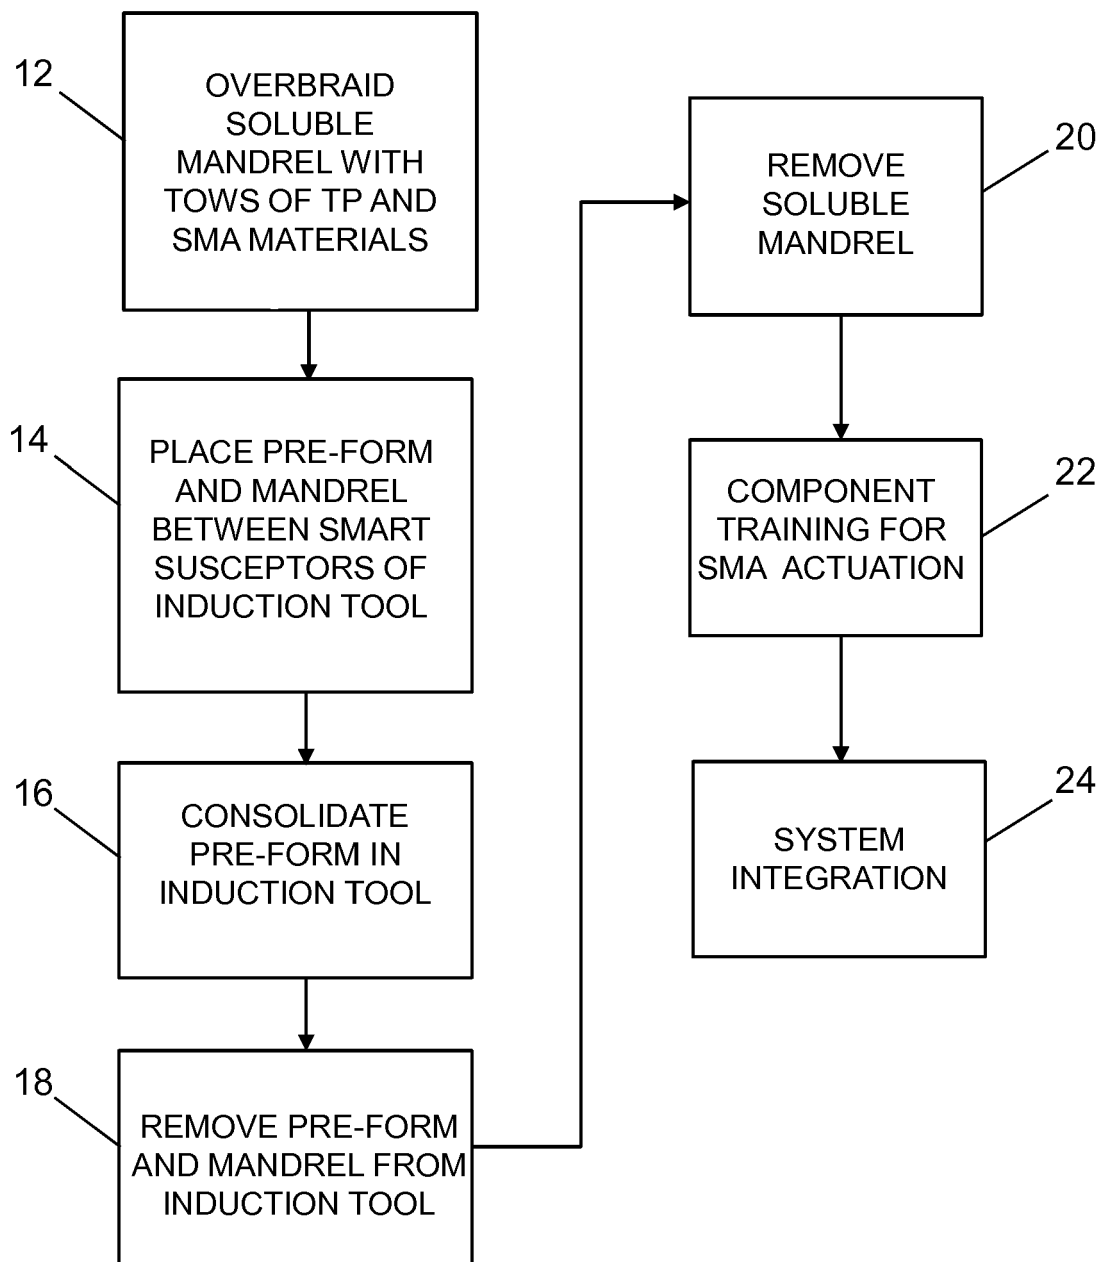 12
OVERBRAID
SOLUBLE
MANDREL WITH
TOWS OF TP AND
SMA MATERIALS
14
PLACE PRE-FORM
AND MANDREL
BETWEEN SMART
SUSCEPTORS OF
INDUCTION TOOL
16
CONSOLIDATE
PRE-FORM IN
INDUCTION TOOL
18
REMOVE PRE-FORM
AND MANDREL FROM
INDUCTION TOOL
20
REMOVE
SOLUBLE
MANDREL
22
COMPONENT
TRAINING FOR
SMA ACTUATION
24
SYSTEM
INTEGRATION